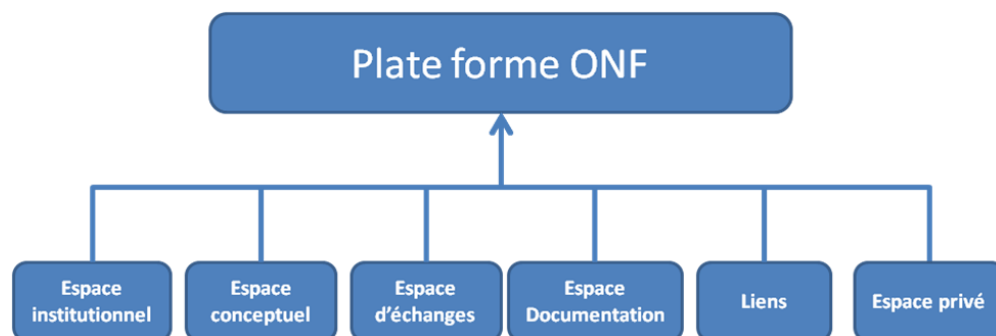 Plate forme ONF
Espace
institutionnel
Espace
conceptuel
Espace
d'échanges
Espace
Documentation
Liens
Espace privé